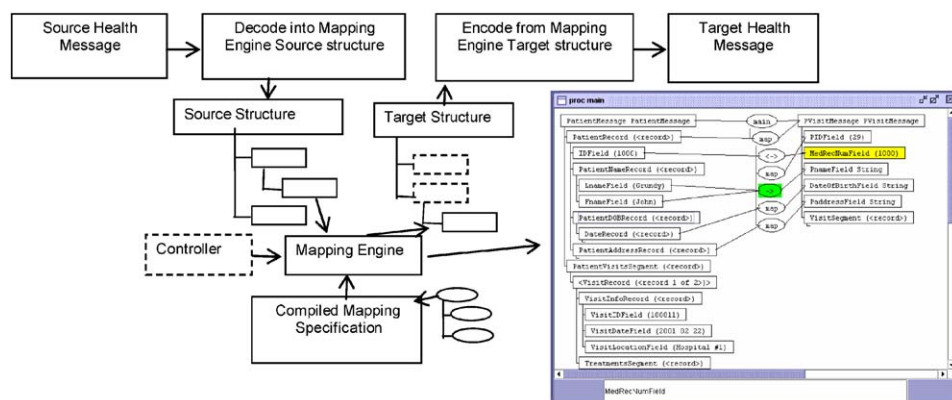 Source Health
Message
Decode into Mapping
Engine Source structure
Encode from Mapping
Engine Target structure
Target Health
Message
Source Structure
Target Structure
Controller
Mapping Engine
Compiled Mapping
Specification
proc main
PatientMessage PatientMessage
main
PVisitMessage PVisitMessage
PatientRecord (<record>)
map
PIDField (29)
IDField (1000)
<->
MedRecNumField (1000)
PatientNameRecord (<record>)
map
PnameField String
LnameField (Grundy)
->
DateOfBirthField String
FnameField (John)
PaddressField String
PatientDOBRecord (<record>)
map
VisitSegment (<record>)
DateRecord (<record>)
map
PatientAddressRecord (<record>)
PatientVisitsSegment (<record>)
<VisitRecord (<record 1 of 2>)>
VisitInfoRecord (<record>)
VisitIDField (100011)
VisitDateField (2001 02 22)
VisitLocationField (Hospital #1)
TreatmentsSegment (<record>)
MedRecNumField